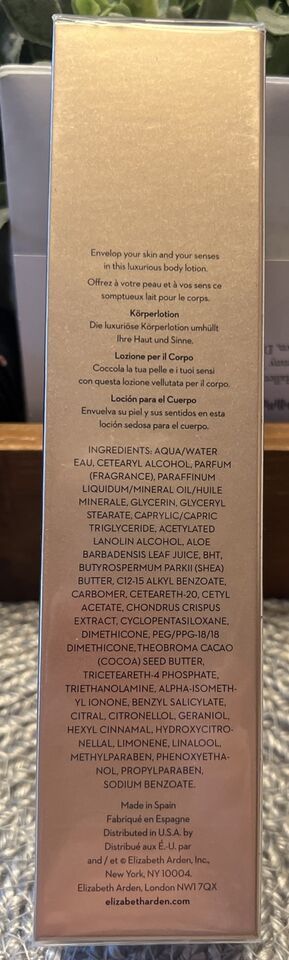 Envelop your skin and your senses
in this luxurious body lotion.
Offrez à votre peau et à vos sens ce
somptueux lait pour le corps.
Körperlotion
Die luxuriöse Körperlotion umhüllt
Ihre Haut und Sinne.
Lozione per il Corpo
Coccola la tua pelle e i tuoi sensi
con questa lozione vellutata per il corpo.
Loción para el Cuerpo
Envuelva su piel y sus sentidos en esta
loción sedosa para el cuerpo.
INGREDIENTS: AQUA/WATER
EAU, CETEARYL ALCOHOL, PARFUM
(FRAGRANCE), PARAFFINUM
LIQUIDUM/MINERAL OIL/HUILE
MINERALE, GLYCERIN, GLYCERYL
STEARATE, CAPRYLIC/CAPRIC
TRIGLYCERIDE, ACETYLATED
LANOLIN ALCOHOL, ALOE
BARBADENSIS LEAF JUICE, BHT,
BUTYROSPERMUM PARKII (SHEA)
BUTTER, C12-15 ALKYL BENZOATE,
CARBOMER, CETEARETH-20, CETYL
ACETATE, CHONDRUS CRISPUS
EXTRACT, CYCLOPENTASILOXANE,
DIMETHICONE, PEG/PPG-18/18
DIMETHICONE, THEOBROMA CACAO
(COCOA) SEED BUTTER,
TRICETEARETH-4 PHOSPHATE,
TRIETHANOLAMINE, ALPHA-ISOMETH-
YL IONONE, BENZYL SALICYLATE,
CITRAL, CITRONELLOL, GERANIOL,
HEXYL CINNAMAL, HYDROXYCITRO-
NELLAL, LIMONENE, LINALOOL,
METHYLPARABEN, PHENOXYETHA-
NOL, PROPYLPARABEN,
SODIUM BENZOATE.
Made in Spain
Fabriqué en Espagne
Distributed in U.S.A. by
Distribué aux É.-U. par
and / et © Elizabeth Arden, Inc.,
New York, NY 10004.
Elizabeth Arden, London NW1 7QX
elizabetharden.com